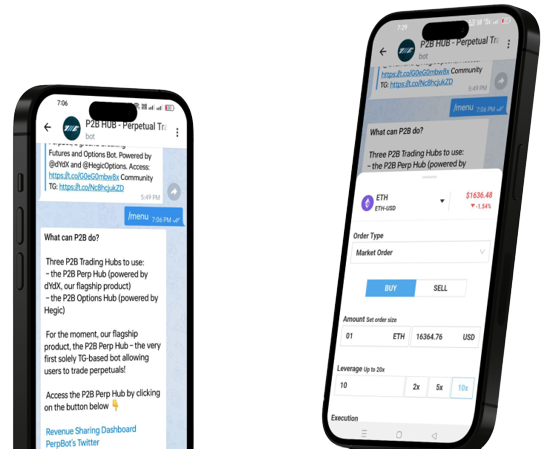 7:06
P2B HUB - Perpetual Tra
bot
Futures and Options Bot. Powered by
@dYdX and @HegicOptions. Access:
https://t.co/G0eG0mbw8x Community
TG: https://t.co/Nc8hcjukZD
5:49 PM
/menu 7:06 PM
What can P2B do?
Three P2B Trading Hubs to use:
- the P2B Perp Hub (powered by
dYdX, our flagship product)
- the P2B Options Hub (powered by
Hegic)
For the moment, our flagship
product, the P2B Perp Hub – the very
first solely TG-based bot allowing
users to trade perpetuals!
Access the P2B Perp Hub by clicking
on the button below 👇
Revenue Sharing Dashboard
PerpBot's Twitter
7:29
P2B HUB - Perpetual Tra
bot
https://t.co/G0eG0mbw8x Community
TG: https://t.co/Nc8hcjukZD
5:49 PM
/menu 7:06 PM
What can P2B do?
Three P2B Trading Hubs to use:
- the P2B Perp Hub (powered by
ETH
ETH-USD
$1636.48
▼-1.54%
Order Type
Market Order
BUY SELL
Amount Set order size
01 ETH 16364.76 USD
Leverage Up to 20x
10 2x 5x 10x
Execution